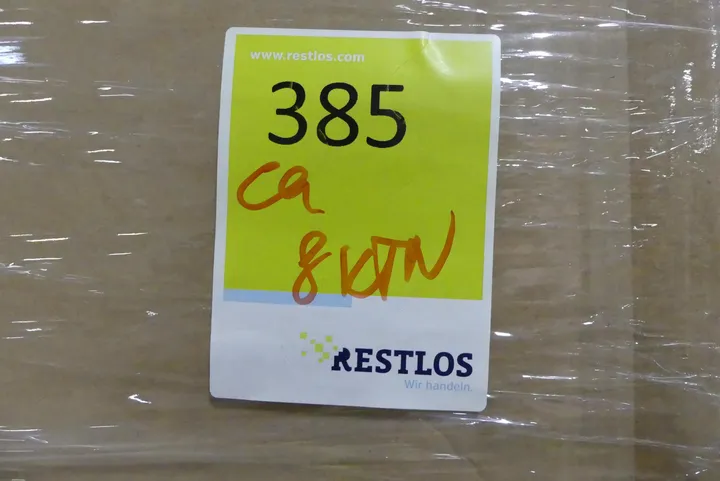 www.restlos.com
385
ca
8 KTN
RESTLOS
Wir handeln.